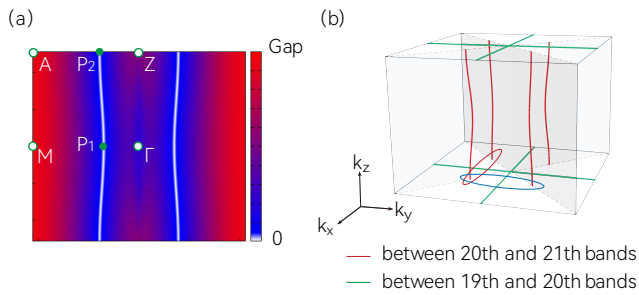 (a)
(b)
Gap
A
P2
Z
M
P1
Γ
0
kz
kx
ky
between 20th and 21th bands
between 19th and 20th bands